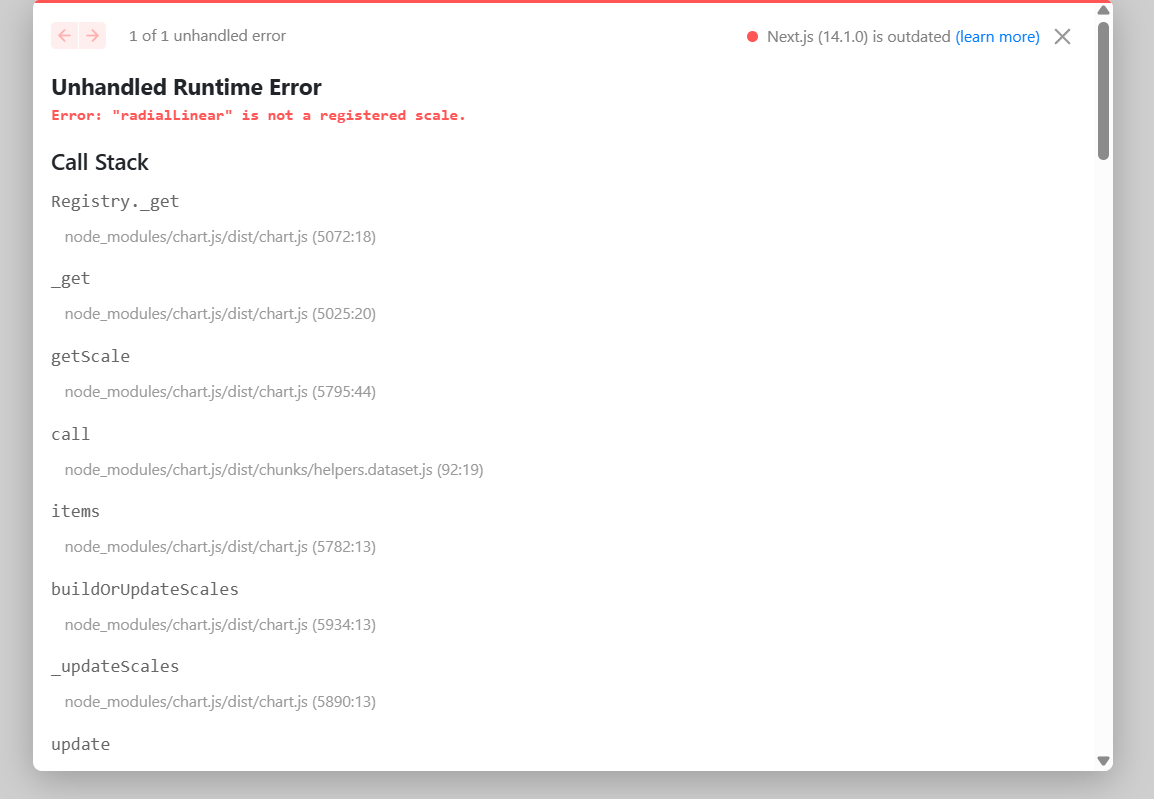 1 of 1 unhandled error
Next.js (14.1.0) is outdated (learn more)
Unhandled Runtime Error
Error: "radialLinear" is not a registered scale.
Call Stack
Registry._get
node_modules/chart.js/dist/chart.js (5072:18)
_get
node_modules/chart.js/dist/chart.js (5025:20)
getScale
node_modules/chart.js/dist/chart.js (5795:44)
call
node_modules/chart.js/dist/chunks/helpers.dataset.js (92:19)
items
node_modules/chart.js/dist/chart.js (5782:13)
buildOrUpdateScales
node_modules/chart.js/dist/chart.js (5934:13)
_updateScales
node_modules/chart.js/dist/chart.js (5890:13)
update